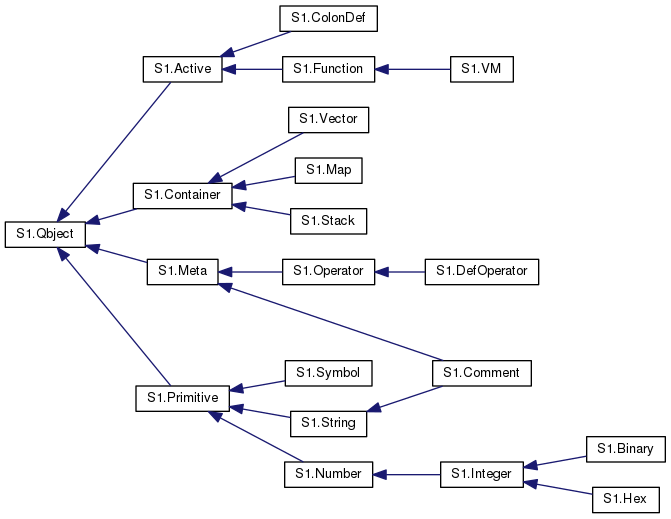 S1.ColonDef
S1.Active
S1.Function
S1.VM
S1.Vector
S1.Map
S1.Container
S1.Stack
S1.Qbject
S1.Meta
S1.Operator
S1.DefOperator
S1.Symbol
S1.Comment
S1.Primitive
S1.String
S1.Binary
S1.Number
S1.Integer
S1.Hex